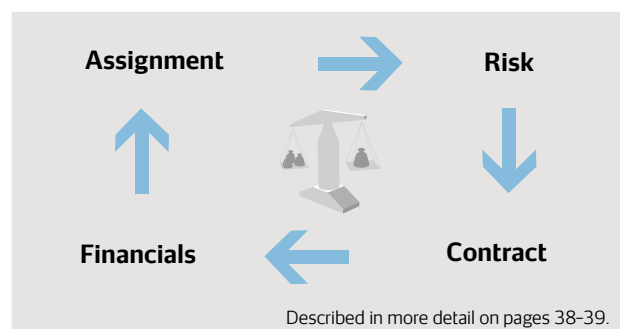 Assignment
Risk
Financials
Contract
Described in more detail on pages 38–39.